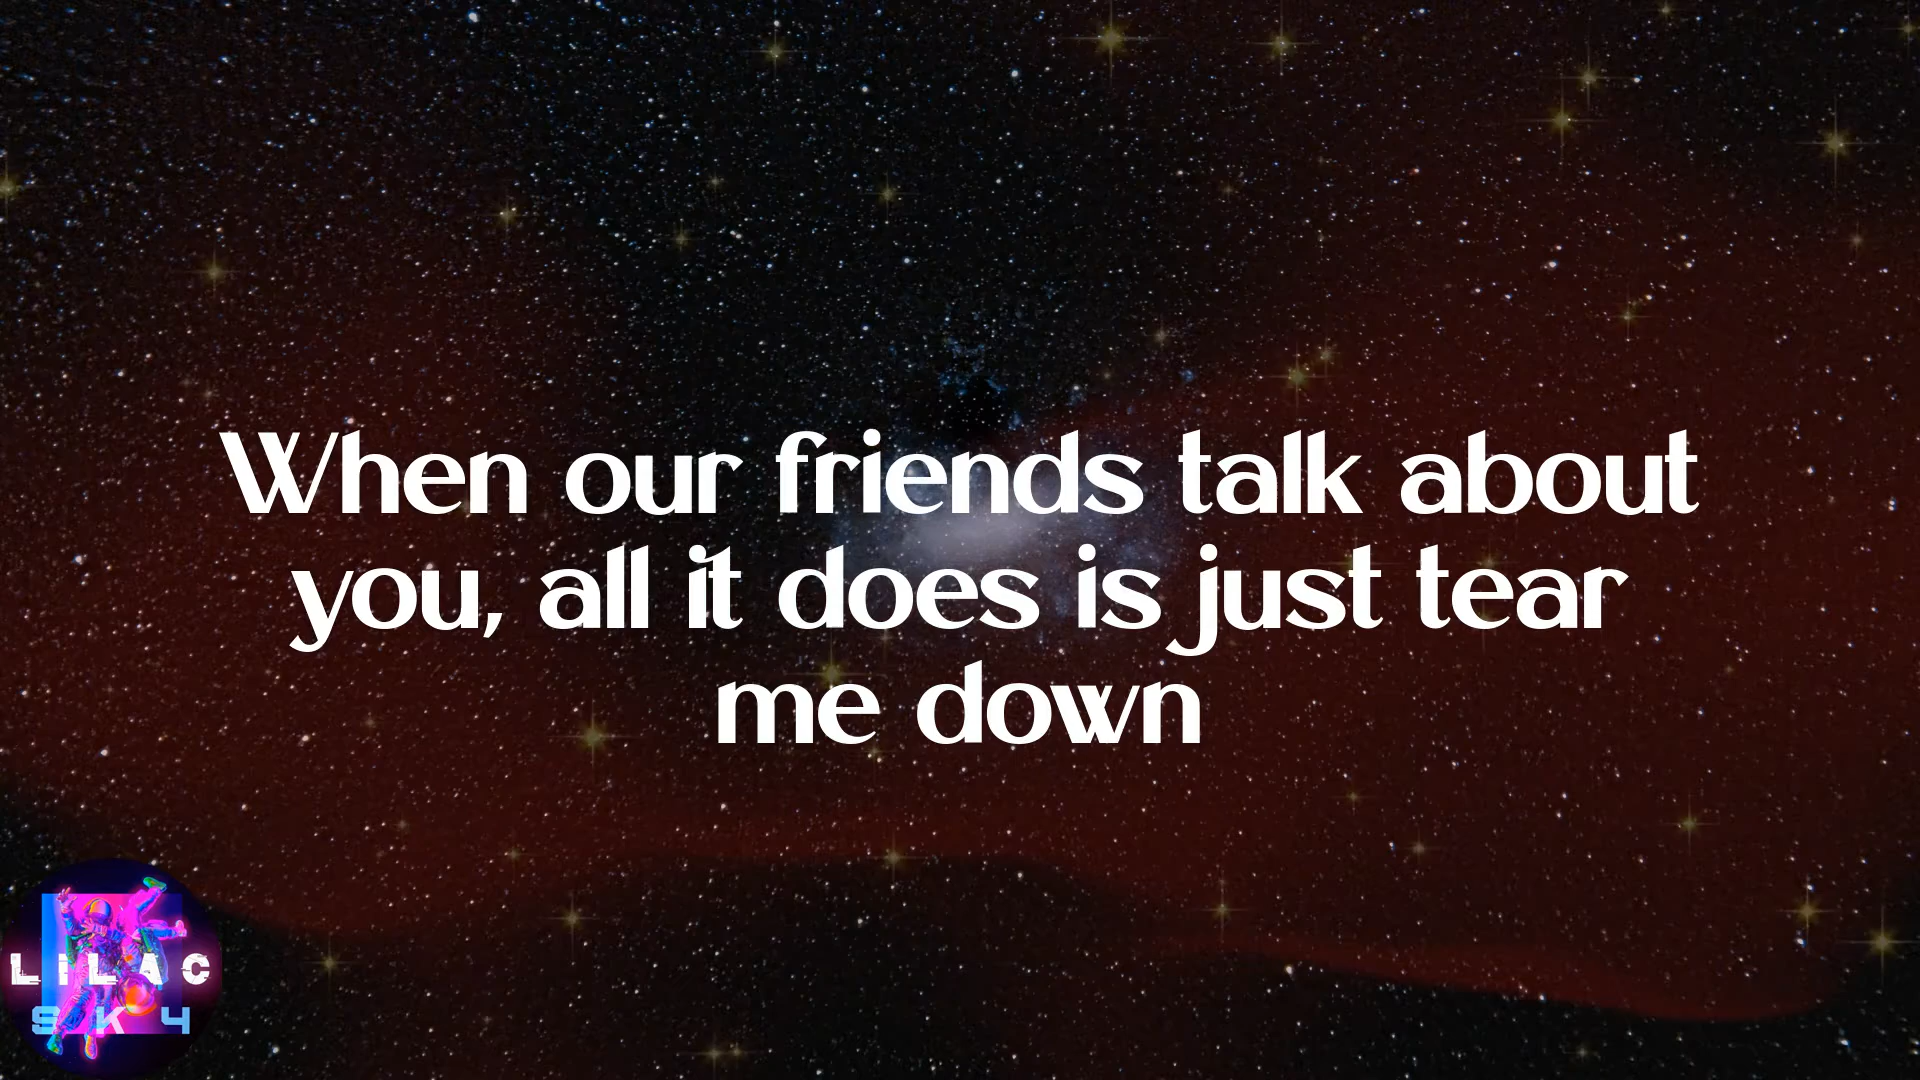 When our friends talk about
you, all it does is just tear
me down
LILAC
SKY